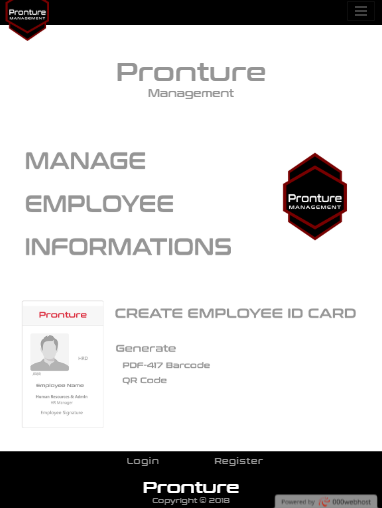 Pronture
MANAGEMENT
Pronture
Management
MANAGE
EMPLOYEE
INFORMATIONS
Pronture
MANAGEMENT
Pronture
HRD
Employee Name
Human Resource & Admin
HR Manager
Employee Signature
CREATE EMPLOYEE ID CARD
Generate
PDF-417 Barcode
QR Code
Login Register
Pronture
Copyright © 2018
Powered by 000webhost